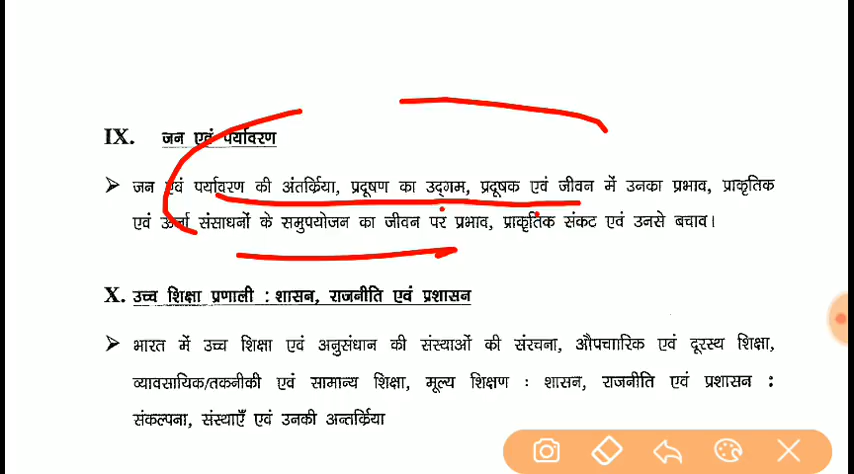 IX. जन एवं पर्यावरण
➢ जन एवं पर्यावरण की अंतर्क्रिया, प्रदूषण का उद्गम, प्रदूषक एवं जीवन में उनका प्रभाव, प्राकृतिक
एवं ऊर्जा संसाधनों के समुपयोजन का जीवन पर प्रभाव, प्राकृतिक संकट एवं उनसे बचाव।
X. उच्च शिक्षा प्रणाली : शासन, राजनीति एवं प्रशासन
➢ भारत में उच्च शिक्षा एवं अनुसंधान की संस्थाओं की संरचना, औपचारिक एवं दूरस्थ शिक्षा,
व्यावसायिक/तकनीकी एवं सामान्य शिक्षा, मूल्य शिक्षण : शासन, राजनीति एवं प्रशासन :
संकल्पना, संस्थाएँ एवं उनकी अन्तर्क्रिया